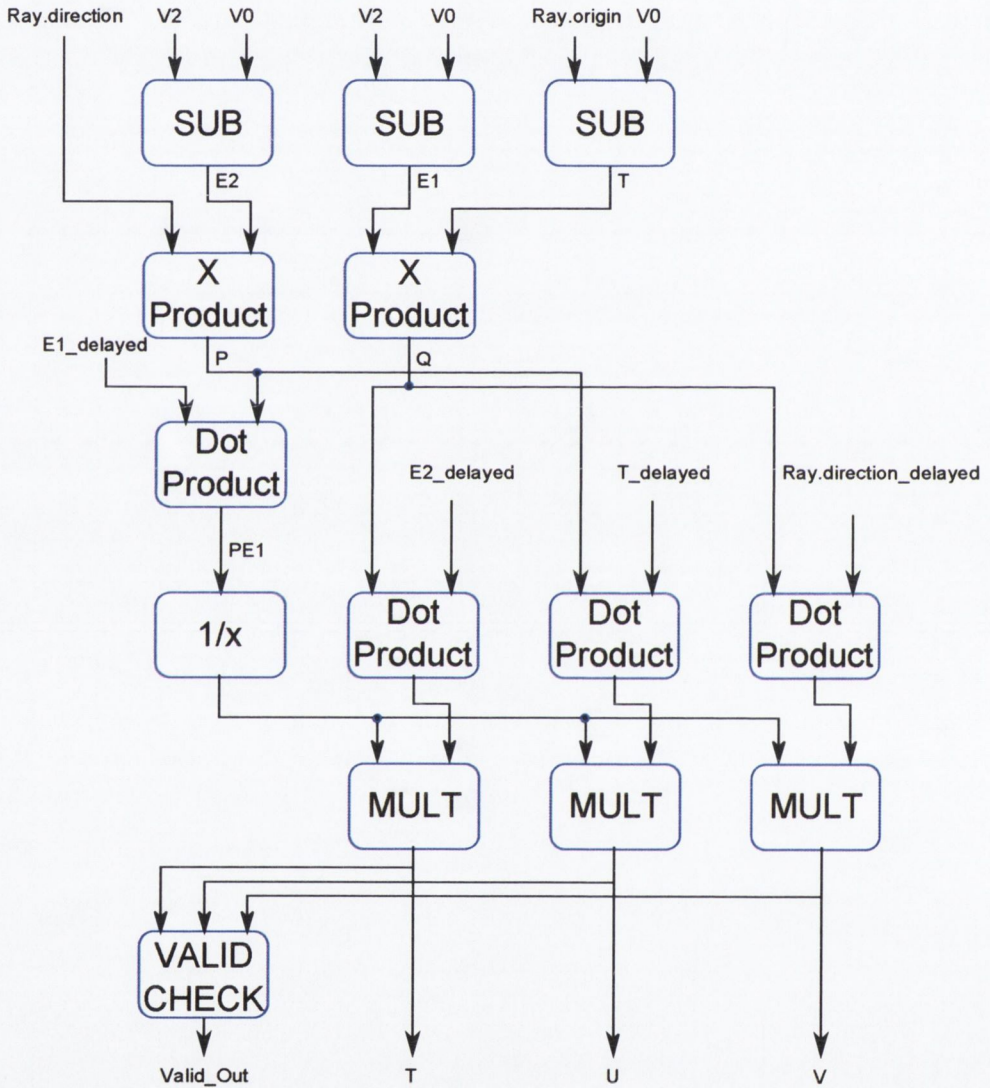 Ray.direction V2 V0 V2 V0 Ray.origin V0
SUB SUB SUB
E2 E1 T
X
Product
X
Product
E1_delayed P Q
Dot
Product
E2_delayed T_delayed Ray.direction_delayed
PE1
1/x
Dot
Product
Dot
Product
Dot
Product
MULT MULT MULT
VALID
CHECK
Valid_Out T U V